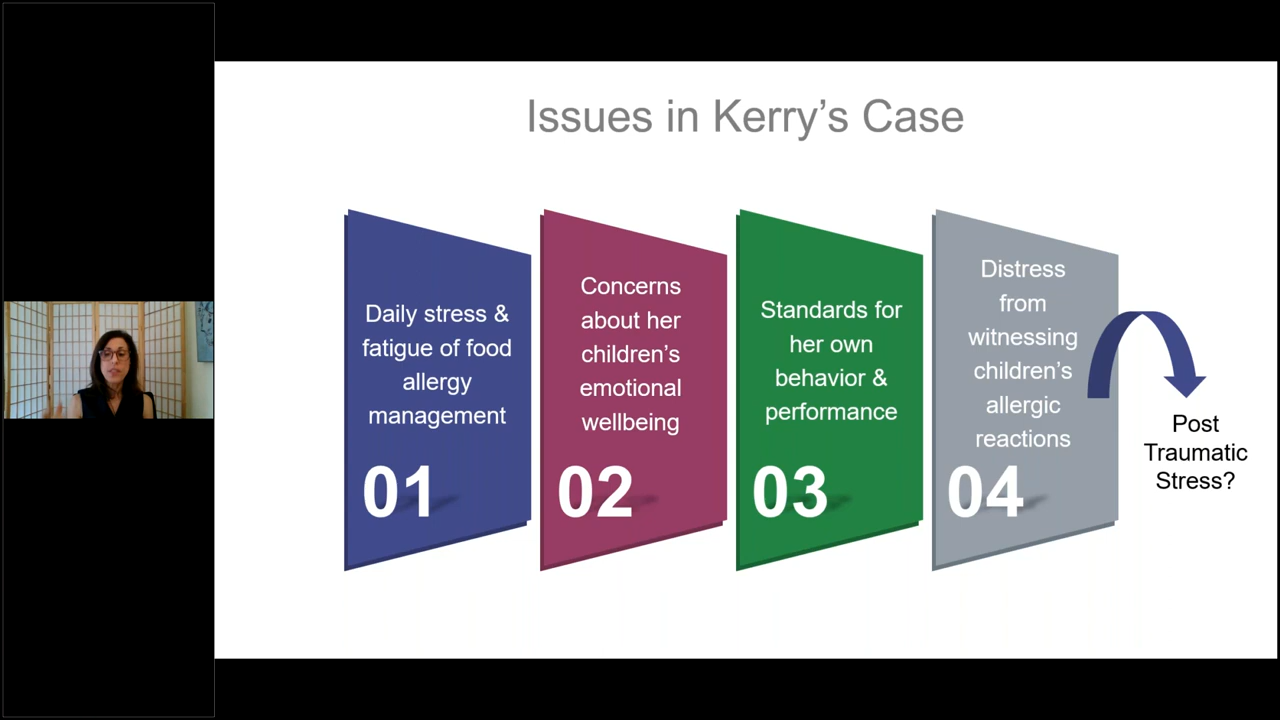 Issues in Kerry’s Case
Daily stress &
fatigue of food
allergy
management
01
Concerns
about her
children’s
emotional
wellbeing
02
Standards for
her own
behavior &
performance
03
Distress
from
witnessing
children’s
allergic
reactions
04
Post
Traumatic
Stress?